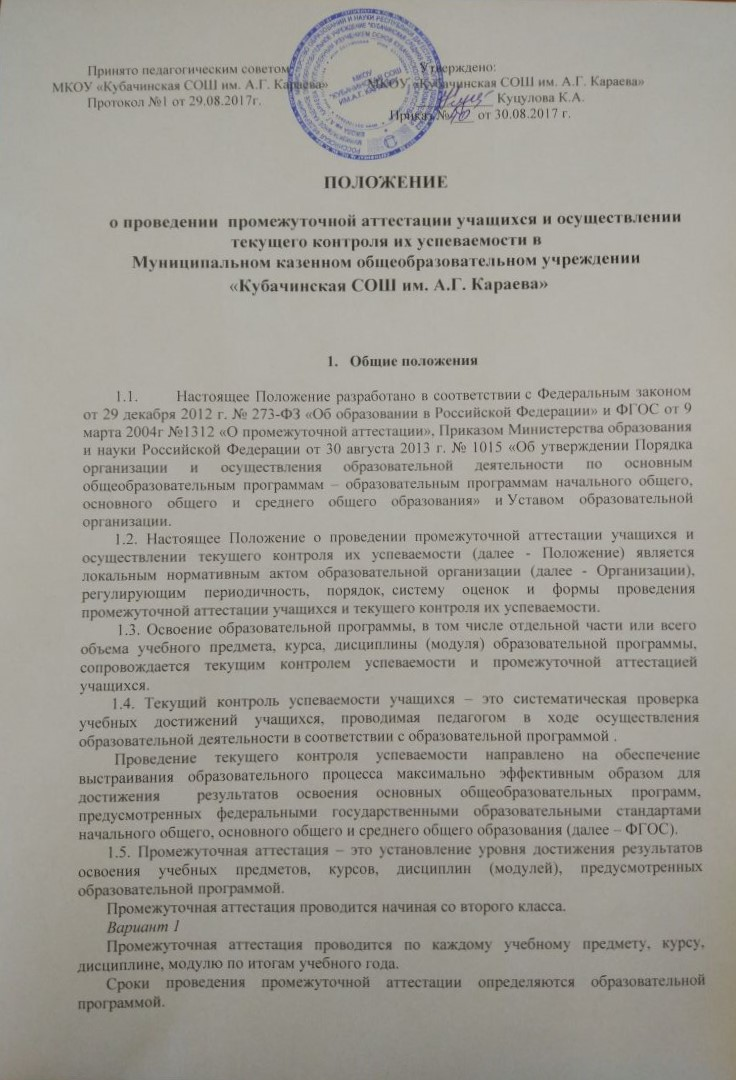 Принято педагогическим советом Утверждено:
МКОУ «Кубачинская СОШ им. А.Г. Караева» МКОУ «Кубачинская СОШ им. А.Г. Караева»
Протокол №1 от 29.08.2017г. Куцулова К.А.
Приказ № от 30.08.2017 г.
МКОУ
"КУБАЧИНСКАЯ СОШ
ИМ. А.Г. КАРАЕВА"
ПОЛОЖЕНИЕ
о проведении промежуточной аттестации учащихся и осуществлении
текущего контроля их успеваемости в
Муниципальном казенном общеобразовательном учреждении
«Кубачинская СОШ им. А.Г. Караева»
1. Общие положения
1.1. Настоящее Положение разработано в соответствии с Федеральным законом
от 29 декабря 2012 г. № 273-ФЗ «Об образовании в Российской Федерации» и ФГОС от 9
марта 2004г №1312 «О промежуточной аттестации», Приказом Министерства образования
и науки Российской Федерации от 30 августа 2013 г. № 1015 «Об утверждении Порядка
организации и осуществления образовательной деятельности по основным
общеобразовательным программам – образовательным программам начального общего,
основного общего и среднего общего образования» и Уставом образовательной
организации.
1.2. Настоящее Положение о проведении промежуточной аттестации учащихся и
осуществлении текущего контроля их успеваемости (далее - Положение) является
локальным нормативным актом образовательной организации (далее - Организации),
регулирующим периодичность, порядок, систему оценок и формы проведения
промежуточной аттестации учащихся и текущего контроля их успеваемости.
1.3. Освоение образовательной программы, в том числе отдельной части или всего
объема учебного предмета, курса, дисциплины (модуля) образовательной программы,
сопровождается текущим контролем успеваемости и промежуточной аттестацией
учащихся.
1.4. Текущий контроль успеваемости учащихся – это систематическая проверка
учебных достижений учащихся, проводимая педагогом в ходе осуществления
образовательной деятельности в соответствии с образовательной программой .
Проведение текущего контроля успеваемости направлено на обеспечение
выстраивания образовательного процесса максимально эффективным образом для
достижения результатов освоения основных общеобразовательных программ,
предусмотренных федеральными государственными образовательными стандартами
начального общего, основного общего и среднего общего образования (далее – ФГОС).
1.5. Промежуточная аттестация – это установление уровня достижения результатов
освоения учебных предметов, курсов, дисциплин (модулей), предусмотренных
образовательной программой.
Промежуточная аттестация проводится начиная со второго класса.
Вариант 1
Промежуточная аттестация проводится по каждому учебному предмету, курсу,
дисциплине, модулю по итогам учебного года.
Сроки проведения промежуточной аттестации определяются образовательной
программой.